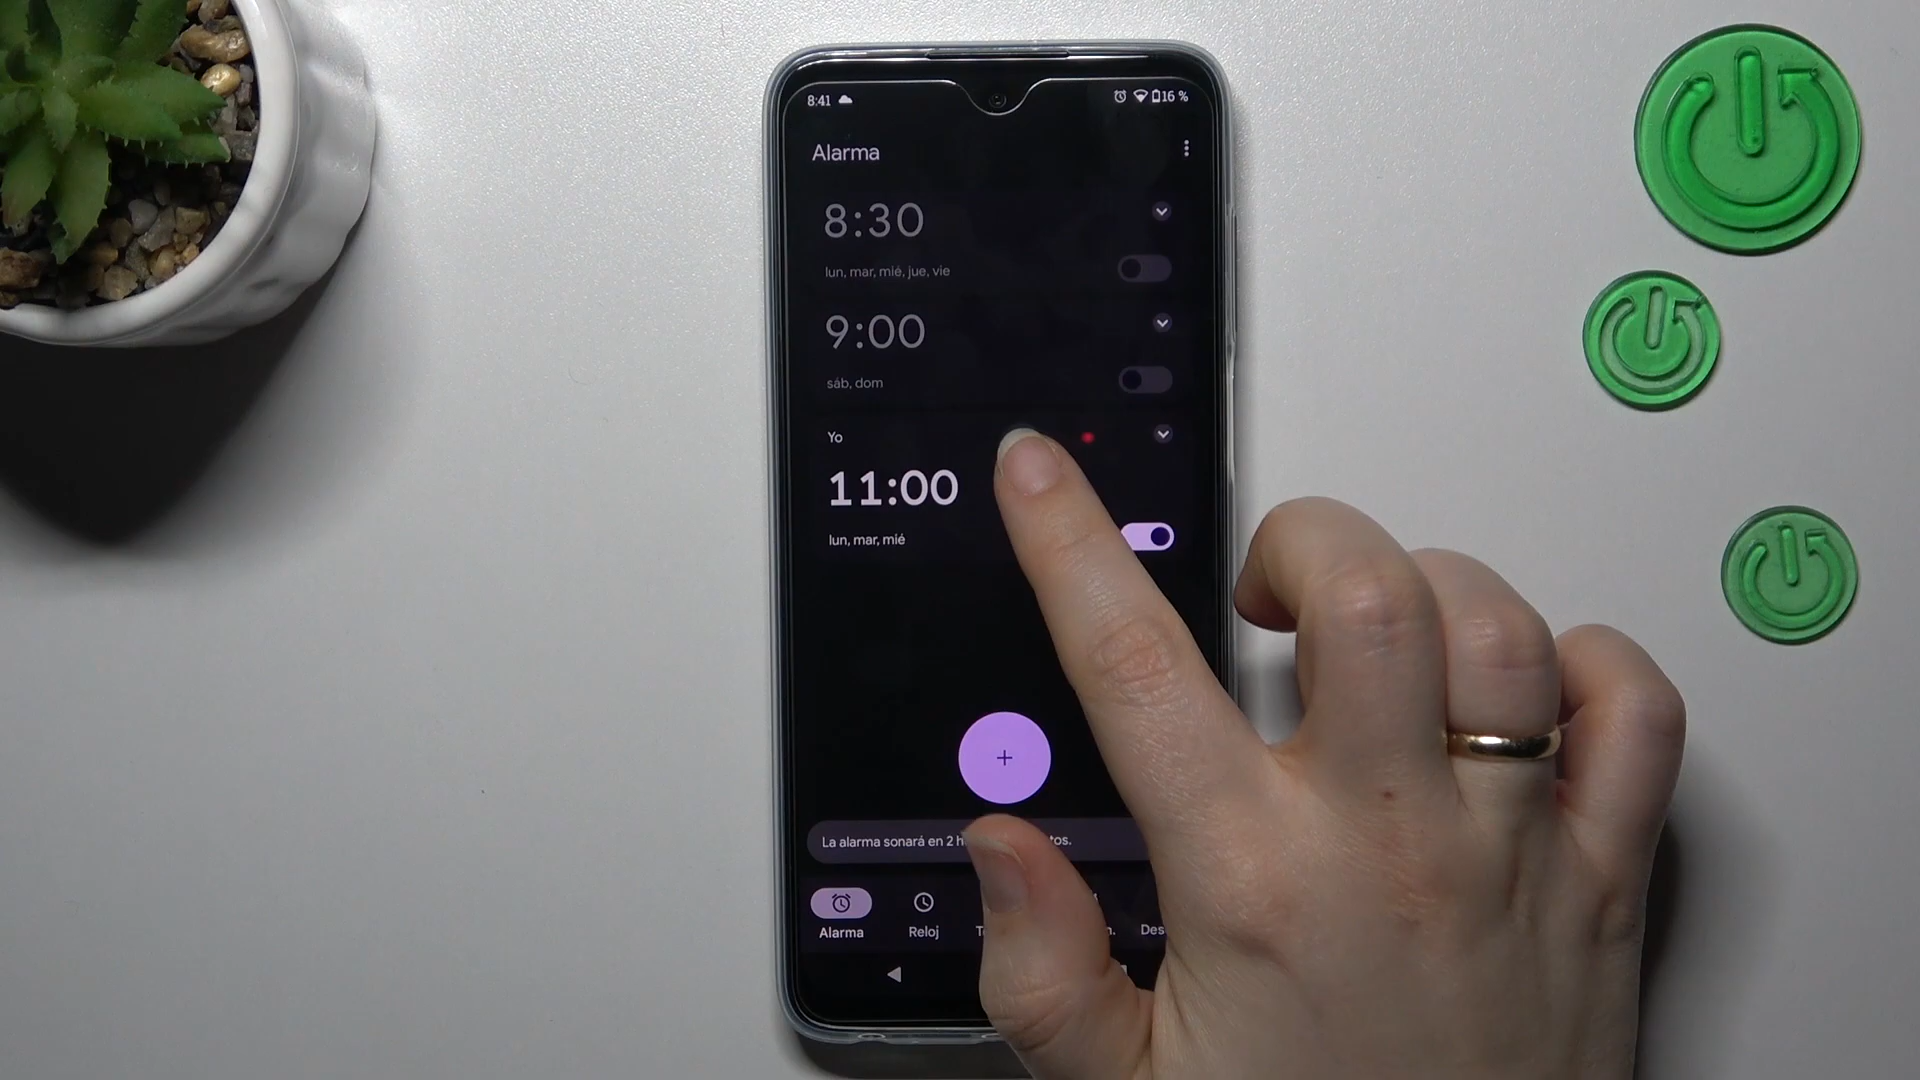 8:41
16 %
Alarma
8:30
lun, mar, mié, jue, vie
9:00
sáb, dom
Yo
11:00
lun, mar, mié
+
La alarma sonará en 2
Alarma
Reloj